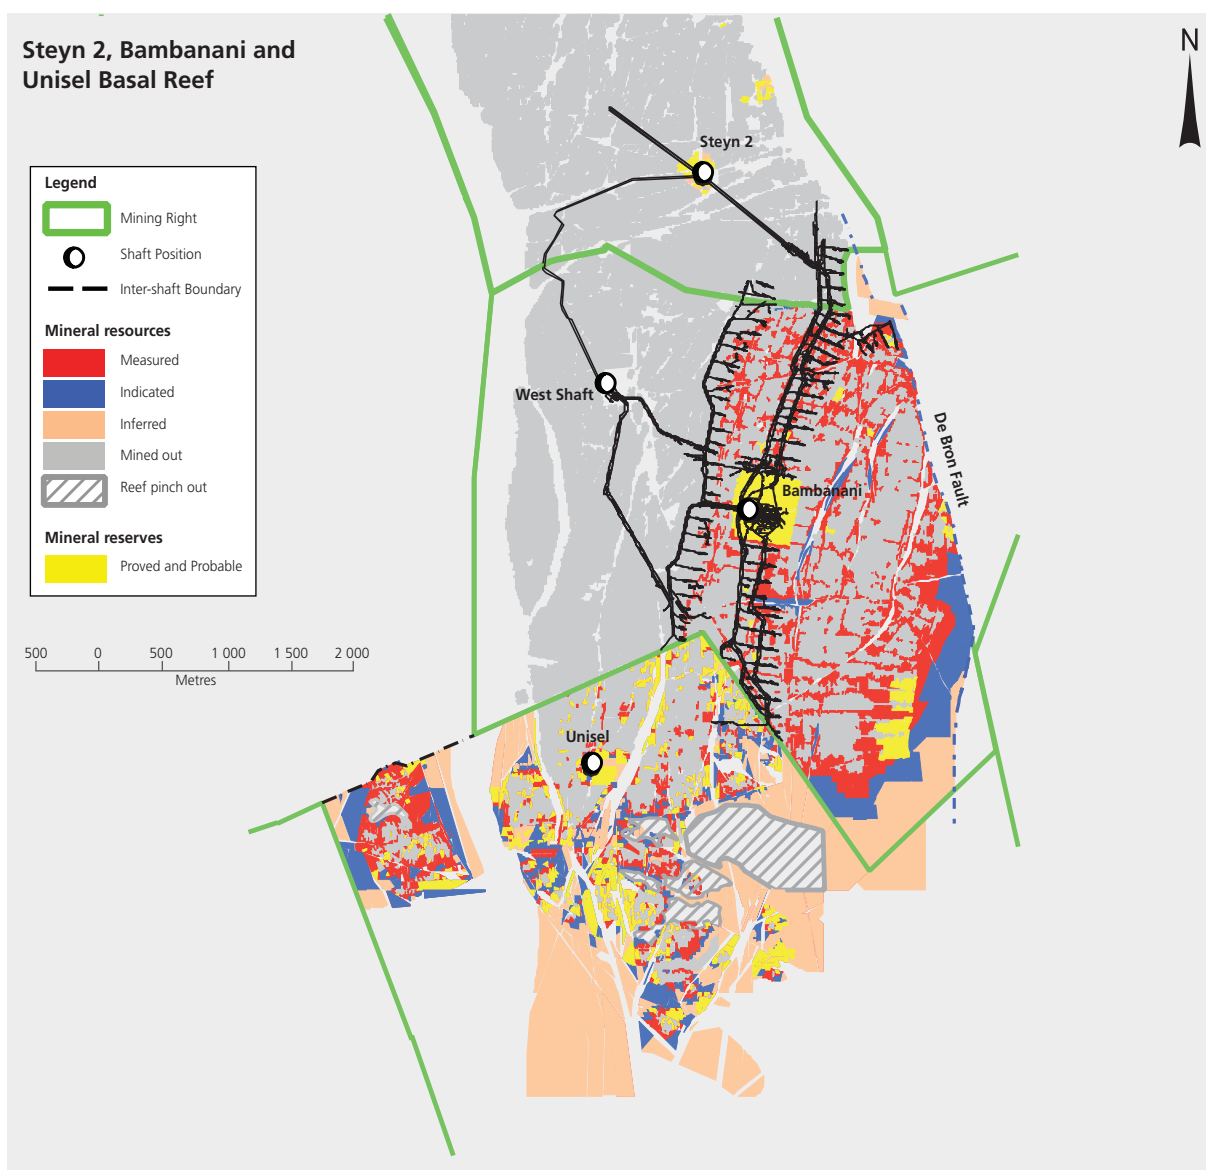 Steyn 2, Bambanani and
Unisel Basal Reef
N
Legend
Mining Right
Shaft Position
Inter-shaft Boundary
Mineral resources
Measured
Indicated
Inferred
Mined out
Reef pinch out
Mineral reserves
Proved and Probable
500 0 500 1 000 1 500 2 000
Metres
Steyn 2
West Shaft
De Bron Fault
Bambanani
Unisel